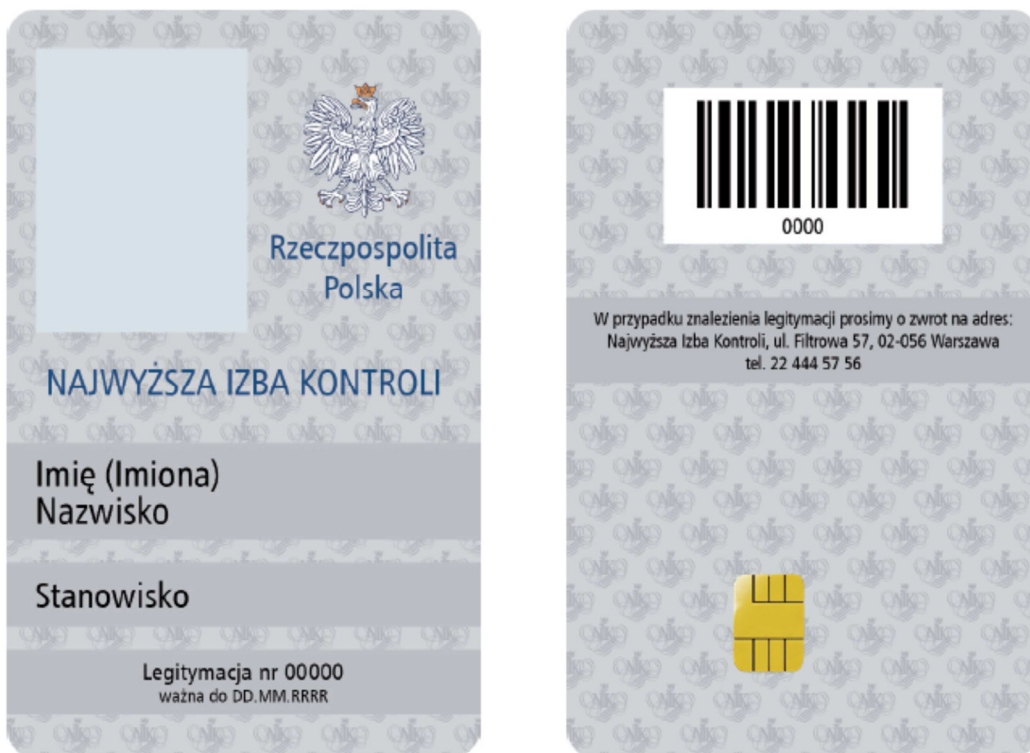 Rzeczpospolita
Polska
NAJWYŻSZA IZBA KONTROLI
Imię (Imiona)
Nazwisko
Stanowisko
Legitymacja nr 00000
ważna do DD.MM.RRRR
0000
W przypadku znalezienia legitymacji prosimy o zwrot na adres:
Najwyższa Izba Kontroli, ul. Filtrowa 57, 02-056 Warszawa
tel. 22 444 57 56